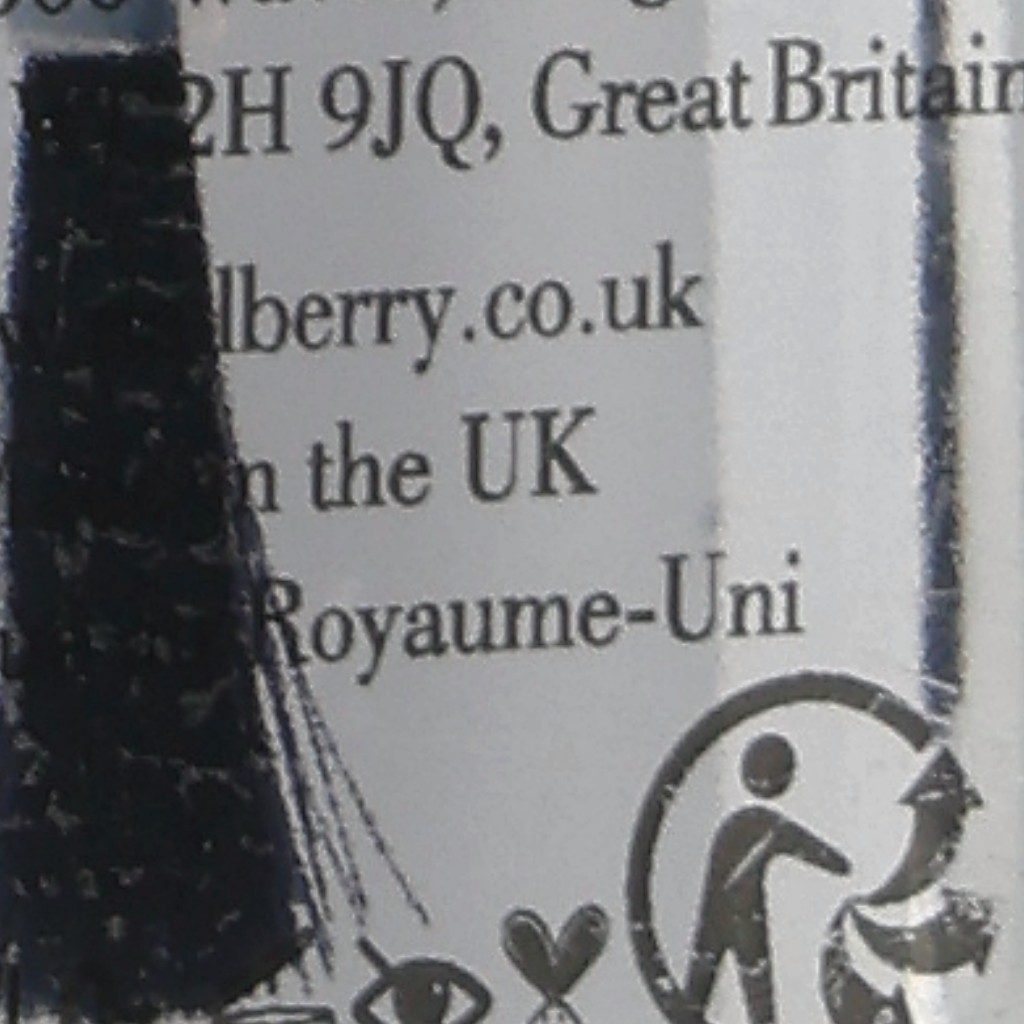 2H 9JQ, Great Britain
lberry.co.uk
the UK
Royaume-Uni